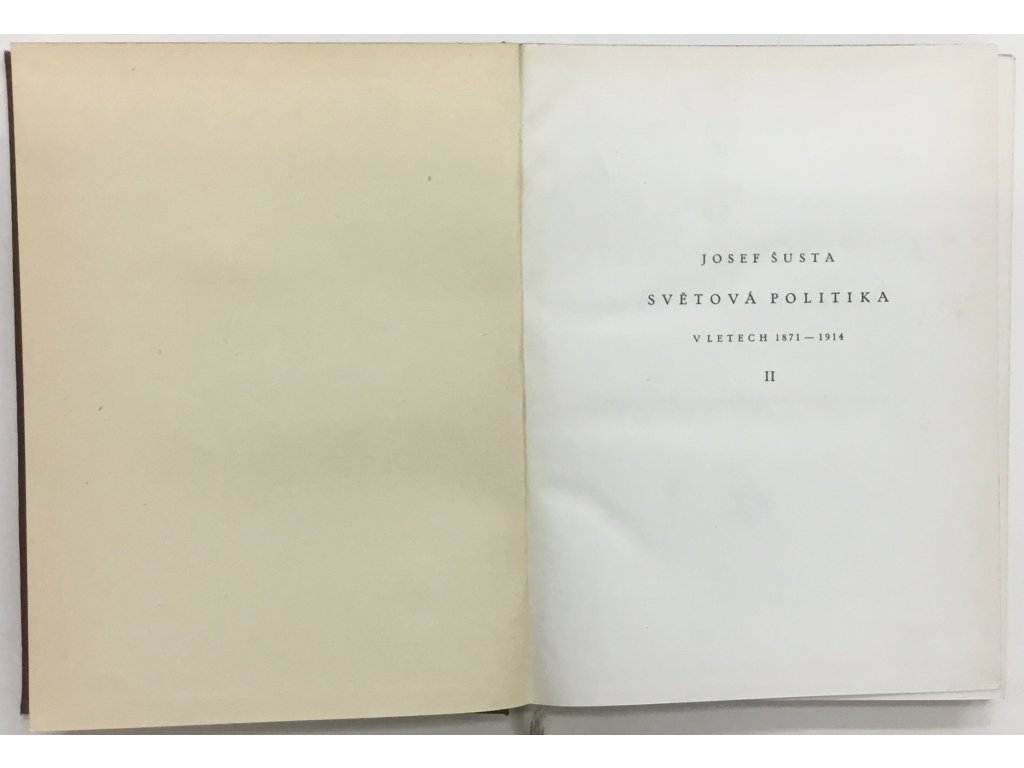 JOSEF ŠUSTA
SVĚTOVÁ POLITIKA
V LETECH 1871 — 1914
II